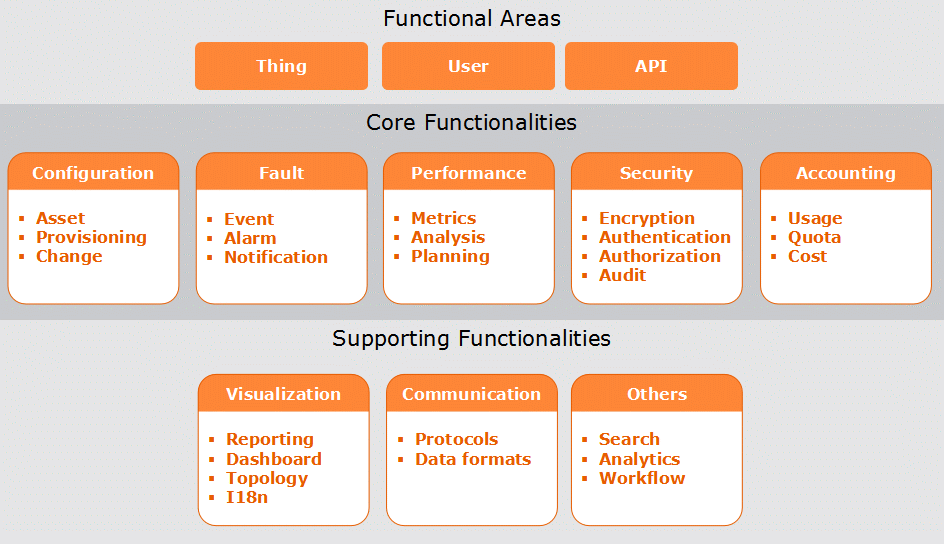 Functional Areas
Thing
User
API
Core Functionalities
Configuration
▪ Asset
▪ Provisioning
▪ Change
Fault
▪ Event
▪ Alarm
▪ Notification
Performance
▪ Metrics
▪ Analysis
▪ Planning
Security
▪ Encryption
▪ Authentication
▪ Authorization
▪ Audit
Accounting
▪ Usage
▪ Quota
▪ Cost
Supporting Functionalities
Visualization
▪ Reporting
▪ Dashboard
▪ Topology
▪ I18n
Communication
▪ Protocols
▪ Data formats
Others
▪ Search
▪ Analytics
▪ Workflow